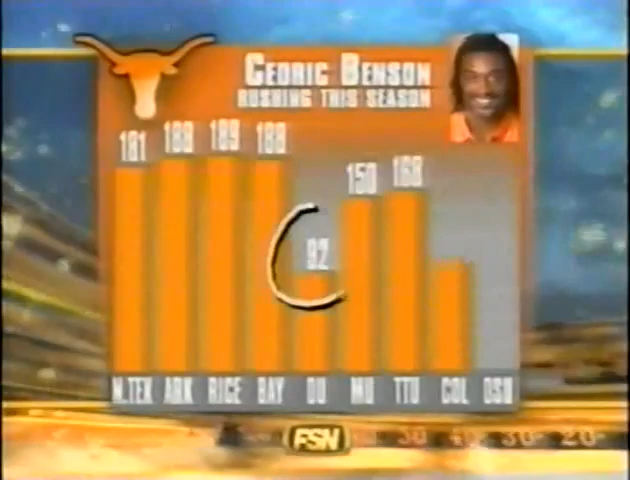 CEDRIC BENSON
RUSHING THIS SEASON
181 188 189 188 92 150 168
N.TEX ARK RICE BAY OU MU TTU COL OSU
FSN
30 40 30 20